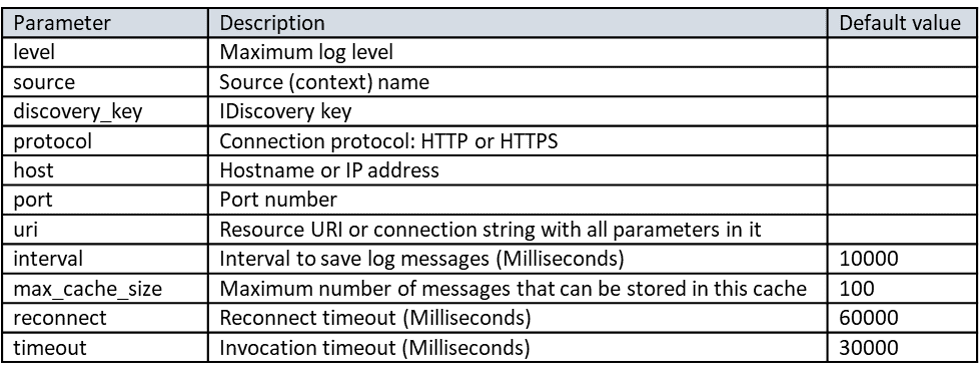 Parameter Description Default value
level Maximum log level
source Source (context) name
discovery_key IDiscovery key
protocol Connection protocol: HTTP or HTTPS
host Hostname or IP address
port Port number
uri Resource URI or connection string with all parameters in it
interval Interval to save log messages (Milliseconds) 10000
max_cache_size Maximum number of messages that can be stored in this cache 100
reconnect Reconnect timeout (Milliseconds) 60000
timeout Invocation timeout (Milliseconds) 30000